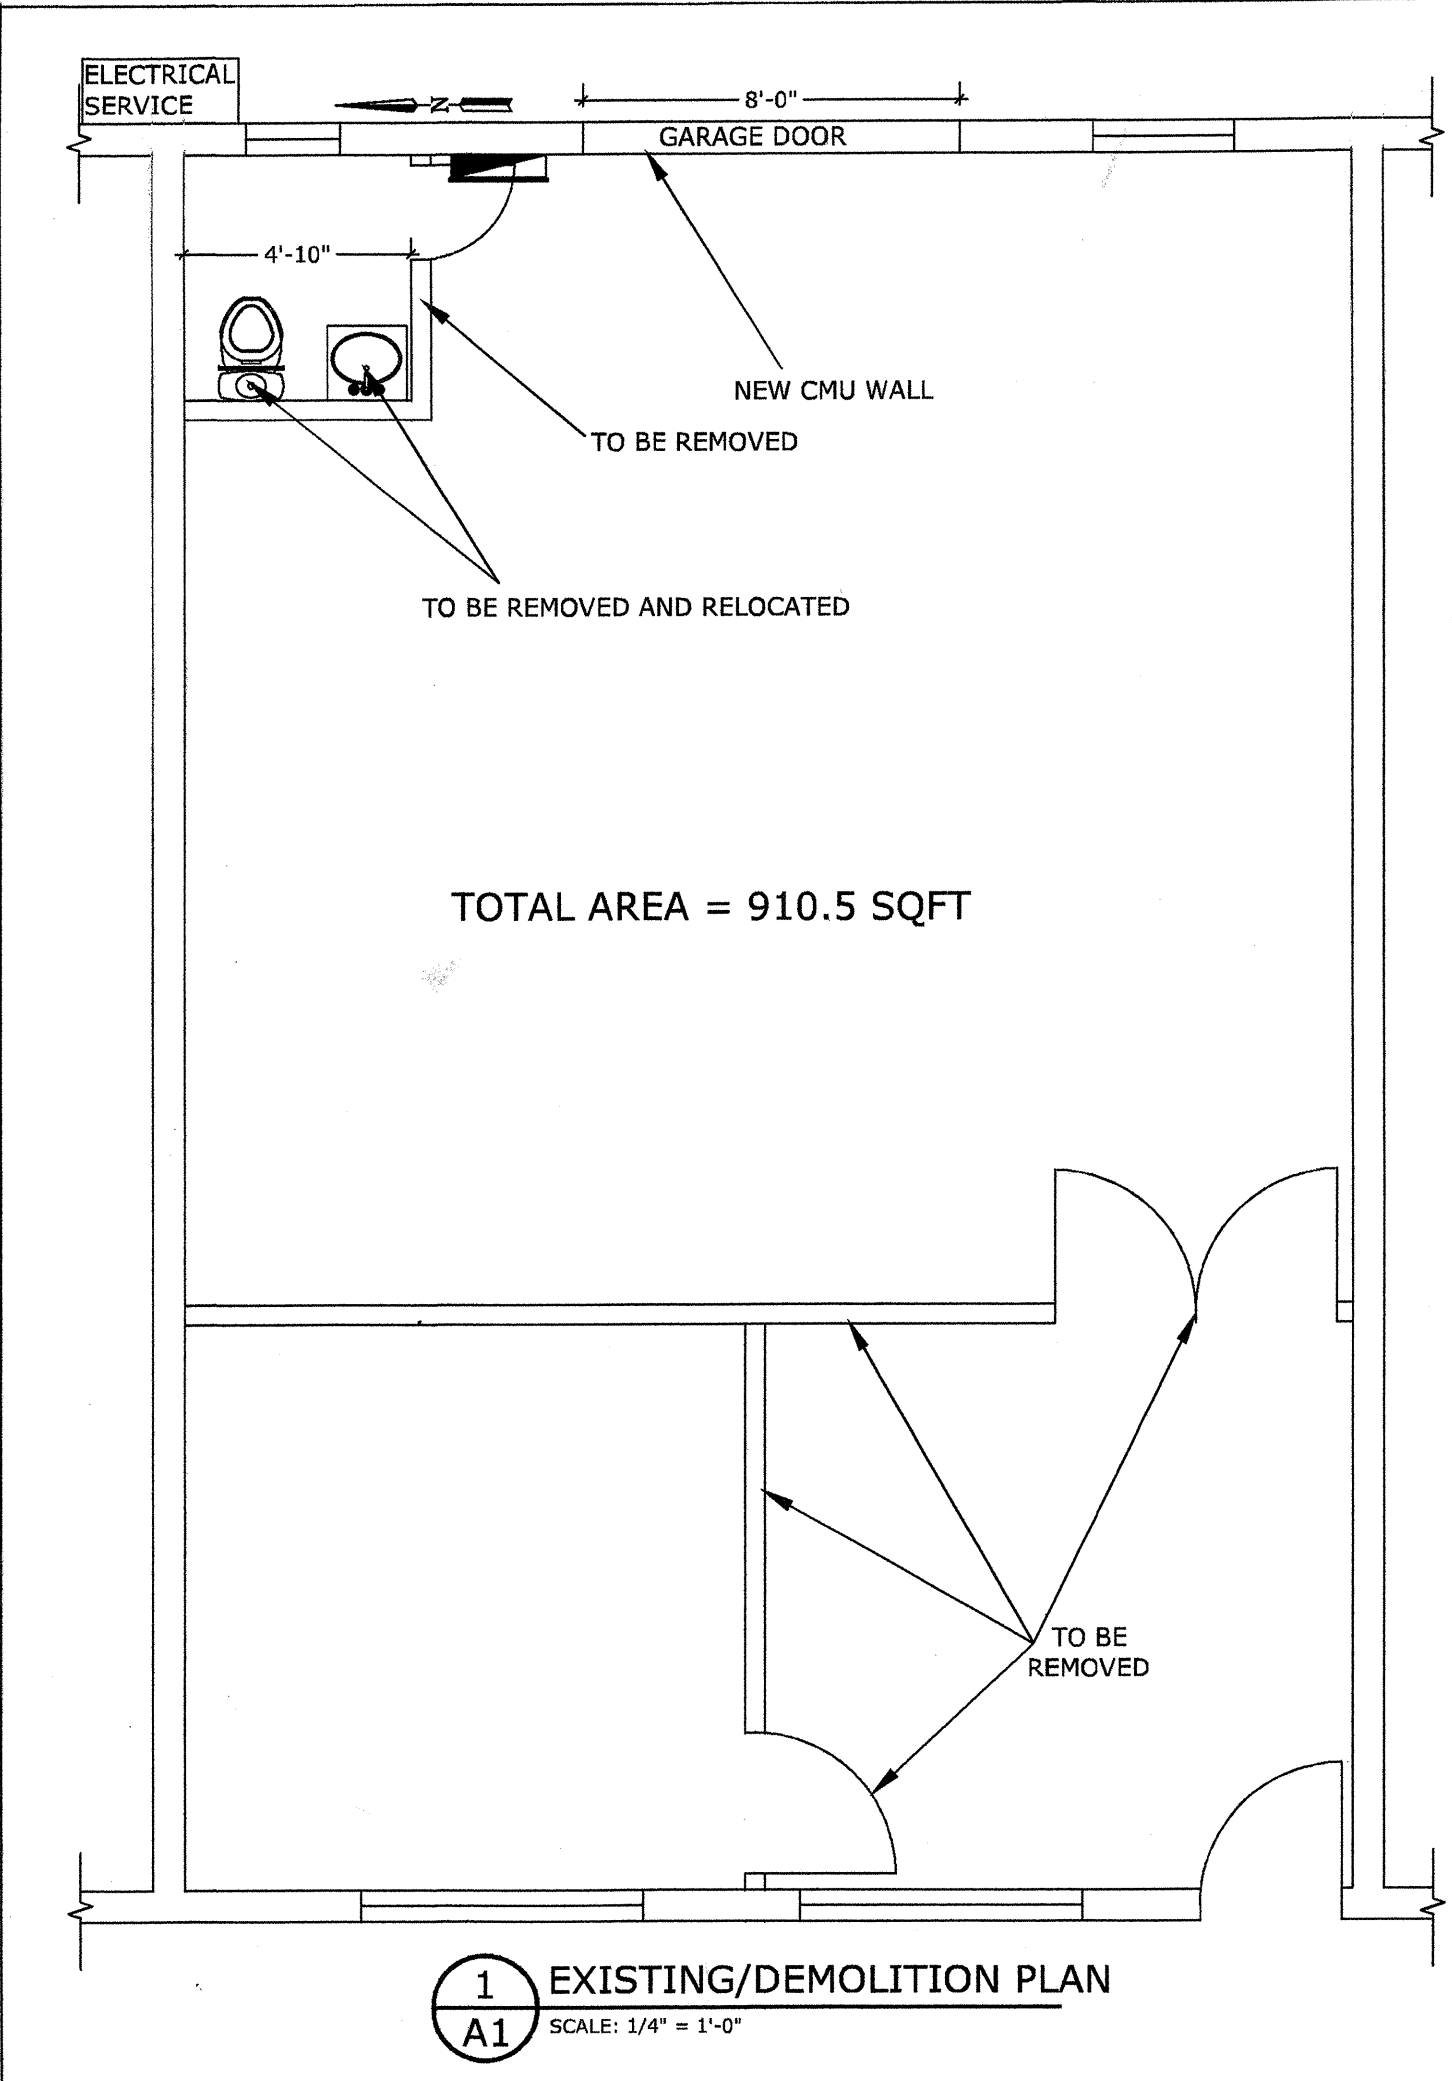 ELECTRICAL
SERVICE
N
8'-0"
GARAGE DOOR
4'-10"
NEW CMU WALL
TO BE REMOVED
TO BE REMOVED AND RELOCATED
TOTAL AREA = 910.5 SQFT
TO BE
REMOVED
1
A1
EXISTING/DEMOLITION PLAN
SCALE: 1/4" = 1'-0"